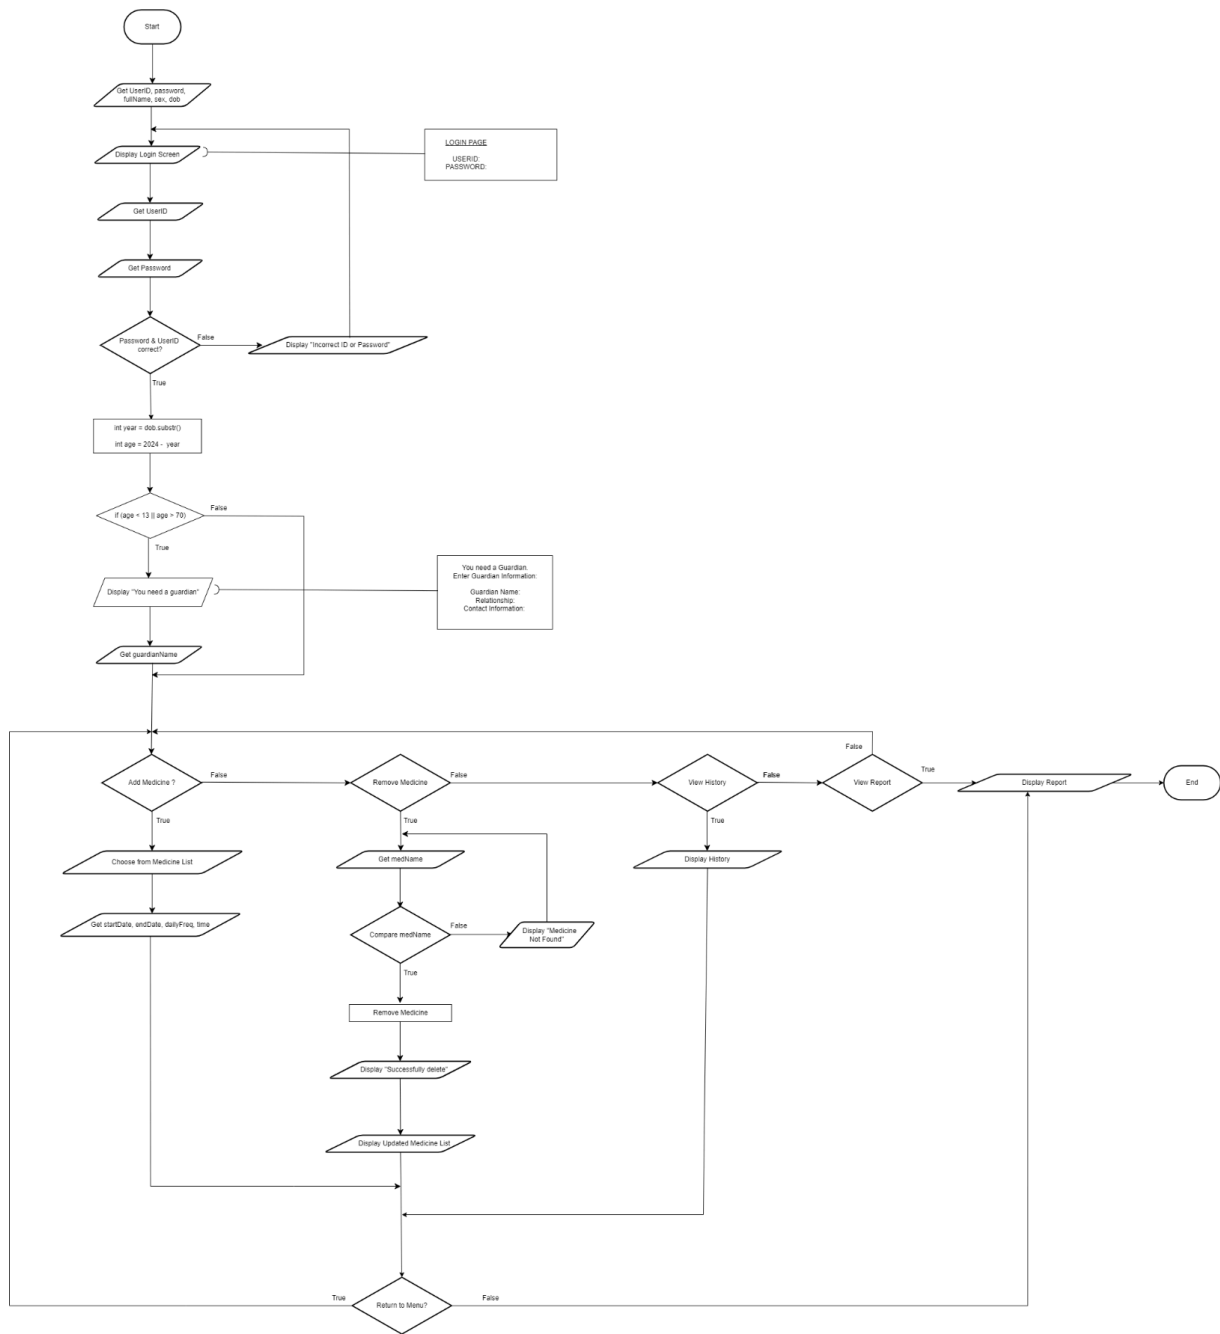 Start
Get UserID, password,
fullName, sex, dob
Display Login Screen
LOGIN PAGE
USERID:
PASSWORD:
Get UserID
Get Password
Password & UserID
correct?
False
Display "Incorrect ID or Password"
True
int year = dob.substr()
int age = 2024 - year
if (age < 13 || age > 70)
False
True
Display "You need a guardian"
You need a Guardian.
Enter Guardian Information:
Guardian Name:
Relationship:
Contact Information:
Get guardianName
Add Medicine ?
False
Remove Medicine
False
View History
False
View Report
False
True
Display Report
End
True
Choose from Medicine List
Get startDate, endDate, dailyFreq, time
True
Get medName
Compare medName
False
Display "Medicine
Not Found"
True
Remove Medicine
Display "Successfully delete"
Display Updated Medicine List
True
Display History
Return to Menu?
True
False